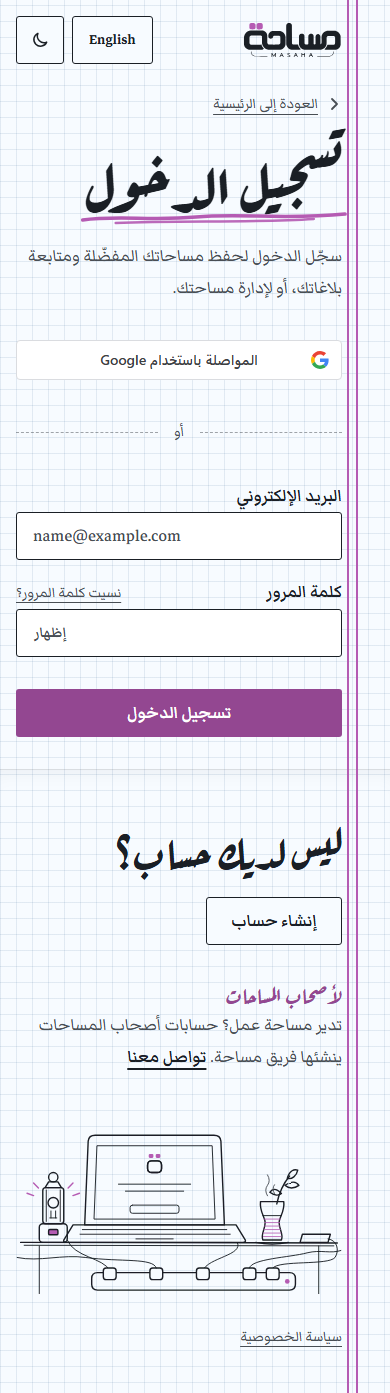 مساحة
MASAHA
English
العودة إلى الرئيسية
تسجيل الدخول
سجّل الدخول لحفظ مساحاتك المفضّلة ومتابعة
بلاغاتك، أو لإدارة مساحتك.
المواصلة باستخدام Google
أو
البريد الإلكتروني
name@example.com
كلمة المرور
نسيت كلمة المرور؟
إظهار
تسجيل الدخول
ليس لديك حساب؟
إنشاء حساب
لأصحاب المساحات
تدير مساحة عمل؟ حسابات أصحاب المساحات
ينشئها فريق مساحة. تواصل معنا
سياسة الخصوصية